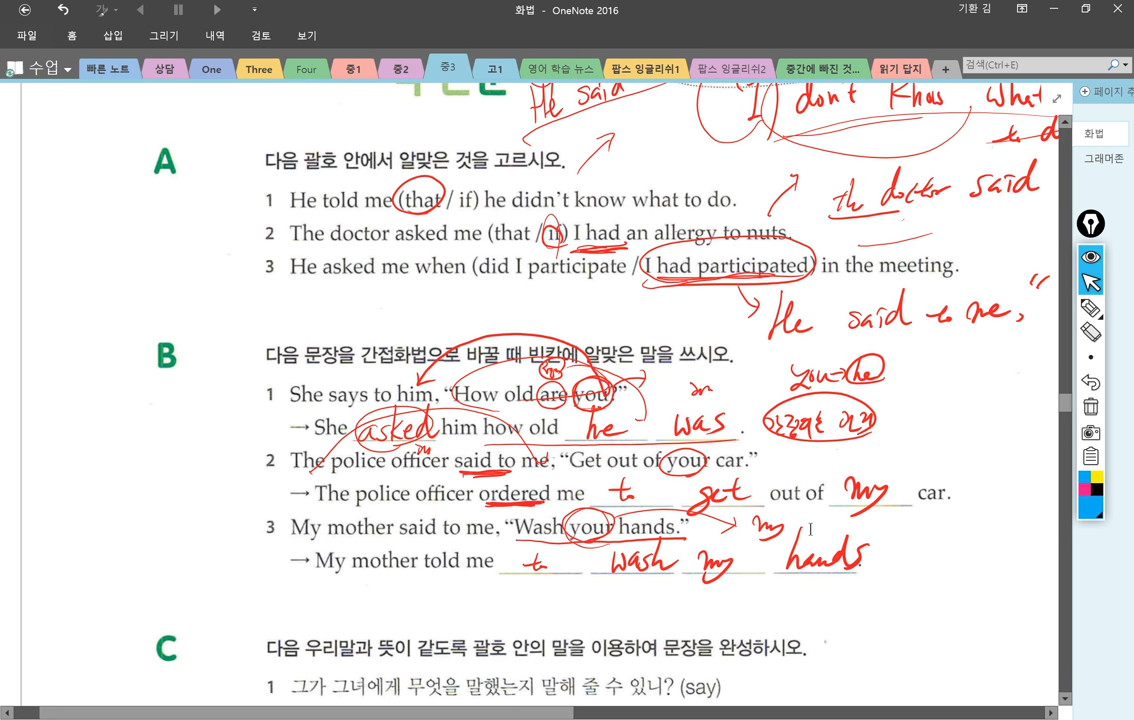 화법 - OneNote 2016
기환 김
파일 홈 삽입 그리기 내역 검토 보기
수업 빠른 노트 상담 One Three Four 중1 중2 중3 고1 영어 학습 뉴스 팝스 잉글리쉬1 팝스 잉글리쉬2 중간에 빠진 것... 읽기 답지 + 검색(Ctrl+E)
페이지 추
화법
그래머존
He said "I don't know what
to d
A 다음 괄호 안에서 알맞은 것을 고르시오.
1 He told me (that / if) he didn't know what to do.
the doctor said
2 The doctor asked me (that / if) I had an allergy to nuts.
3 He asked me when (did I participate / I had participated) in the meeting.
He said to me, "
B 다음 문장을 간접화법으로 바꿀 때 빈칸에 알맞은 말을 쓰시오.
you → he
1 She says to him, "How old are you?"
→ She asked him how old he was.
2 The police officer said to me, "Get out of your car."
→ The police officer ordered me to get out of my car.
3 My mother said to me, "Wash your hands." my
→ My mother told me to wash my hands.
C 다음 우리말과 뜻이 같도록 괄호 안의 말을 이용하여 문장을 완성하시오.
1 그가 그녀에게 무엇을 말했는지 말해 줄 수 있니? (say)